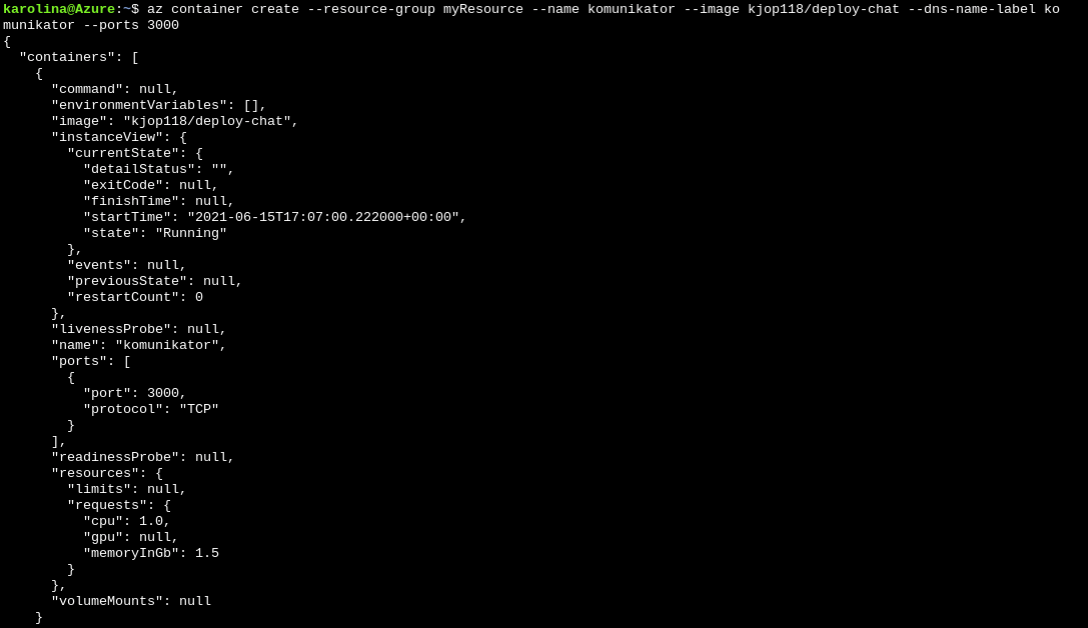 karolina@Azure:~$ az container create --resource-group myResource --name komunikator --image kjop118/deploy-chat --dns-name-label ko
munikator --ports 3000
{
  "containers": [
    {
      "command": null,
      "environmentVariables": [],
      "image": "kjop118/deploy-chat",
      "instanceView": {
        "currentState": {
          "detailStatus": "",
          "exitCode": null,
          "finishTime": null,
          "startTime": "2021-06-15T17:07:00.222000+00:00",
          "state": "Running"
        },
        "events": null,
        "previousState": null,
        "restartCount": 0
      },
      "livenessProbe": null,
      "name": "komunikator",
      "ports": [
        {
          "port": 3000,
          "protocol": "TCP"
        }
      ],
      "readinessProbe": null,
      "resources": {
        "limits": null,
        "requests": {
          "cpu": 1.0,
          "gpu": null,
          "memoryInGb": 1.5
        }
      },
      "volumeMounts": null
    }